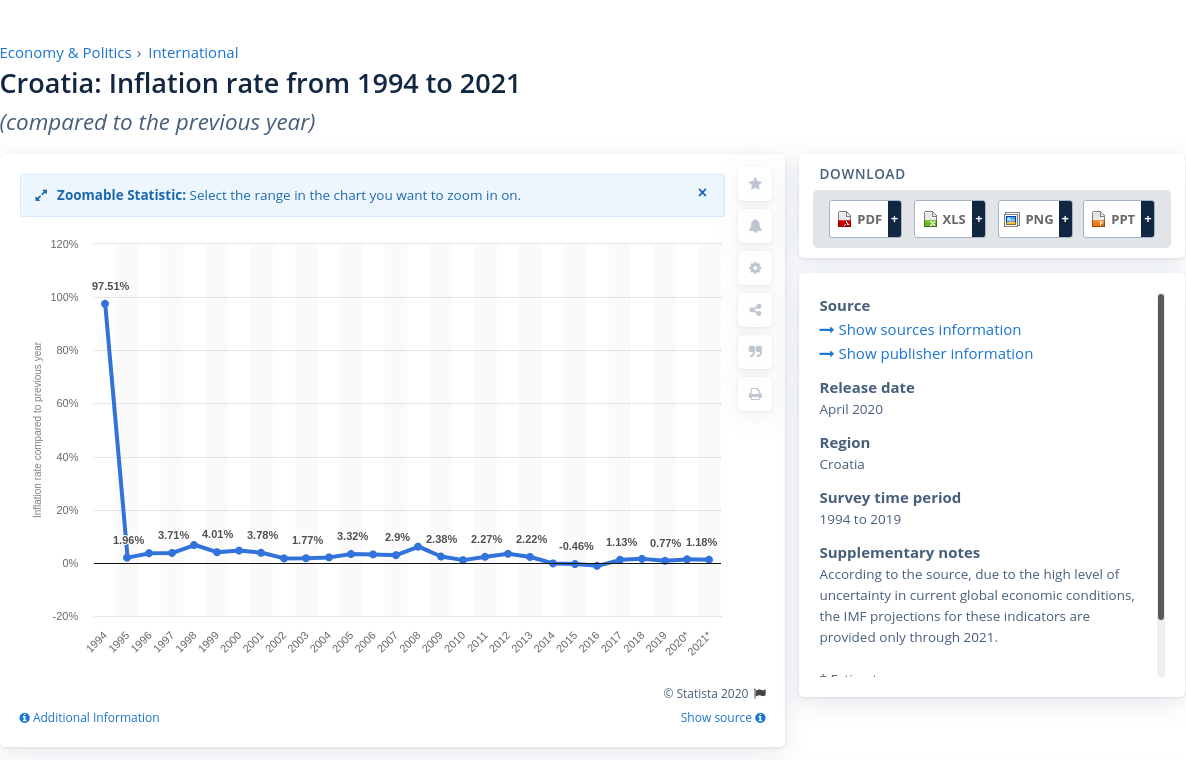 Economy & Politics › International
Croatia: Inflation rate from 1994 to 2021
(compared to the previous year)
Zoomable Statistic: Select the range in the chart you want to zoom in on. ×
120%
100%
80%
60%
40%
20%
0%
-20%
Inflation rate compared to previous year
97.51%
1.96%
3.71%
4.01%
3.78%
1.77%
3.32%
2.9%
2.38%
2.27%
2.22%
-0.46%
1.13%
0.77%
1.18%
1994
1995
1996
1997
1998
1999
2000
2001
2002
2003
2004
2005
2006
2007
2008
2009
2010
2011
2012
2013
2014
2015
2016
2017
2018
2019
2020*
2021*
© Statista 2020
Additional Information
Show source
DOWNLOAD
PDF + XLS + PNG + PPT +
Source
Show sources information
Show publisher information
Release date
April 2020
Region
Croatia
Survey time period
1994 to 2019
Supplementary notes
According to the source, due to the high level of
uncertainty in current global economic conditions,
the IMF projections for these indicators are
provided only through 2021.